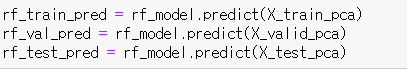 rf_train_pred = rf_model.predict(X_train_pca)
rf_val_pred = rf_model.predict(X_valid_pca)
rf_test_pred = rf_model.predict(X_test_pca)